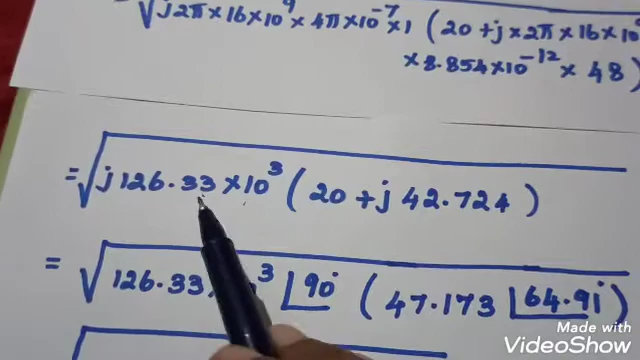 √j2π×16×10⁹×4π×10⁻⁷×1 (20+j×2π×16×10
×8.854×10⁻¹²×48)
=√j126.33×10³(20+j42.724)
=√126.33 ³∟90° (47.173∟64.91)
Made with
VideoShow